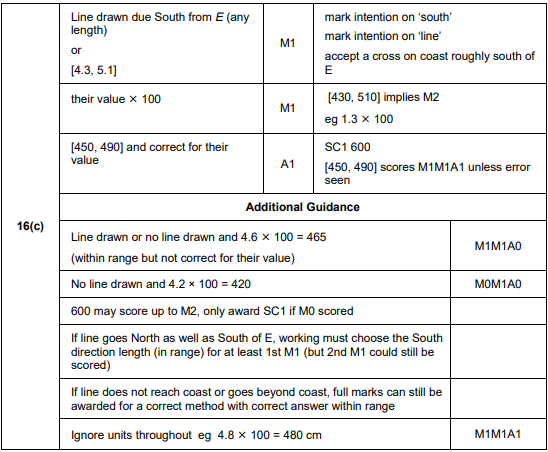 16(c)
Line drawn due South from E (any
length)
or
[4.3, 5.1]
M1
mark intention on ‘south’
mark intention on ‘line’
accept a cross on coast roughly south of
E
their value × 100
M1
[430, 510] implies M2
eg 1.3 × 100
[450, 490] and correct for their
value
A1
SC1 600
[450, 490] scores M1M1A1 unless error
seen
Additional Guidance
Line drawn or no line drawn and 4.6 × 100 = 465
(within range but not correct for their value)
M1M1A0
No line drawn and 4.2 × 100 = 420
M0M1A0
600 may score up to M2, only award SC1 if M0 scored
If line goes North as well as South of E, working must choose the South
direction length (in range) for at least 1st M1 (but 2nd M1 could still be
scored)
If line does not reach coast or goes beyond coast, full marks can still be
awarded for a correct method with correct answer within range
Ignore units throughout eg 4.8 × 100 = 480 cm
M1M1A1